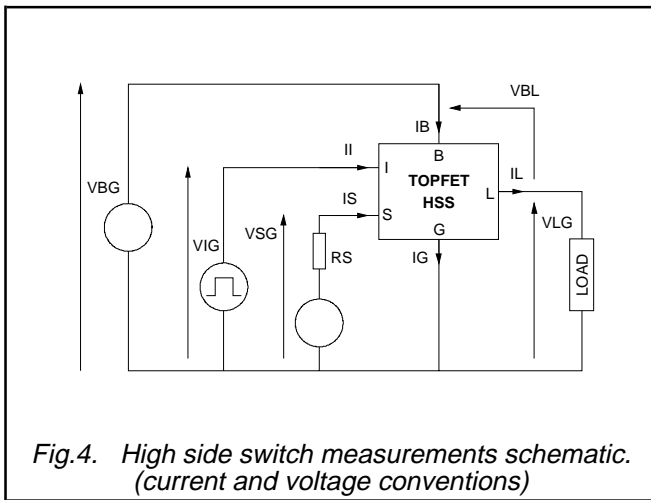 VBL
IB
B
II
I
TOPFET
HSS
IL
L
VBG
IS
S
VSG
VIG
RS
G
IG
VLG
LOAD
Fig.4. High side switch measurements schematic.
(current and voltage conventions)